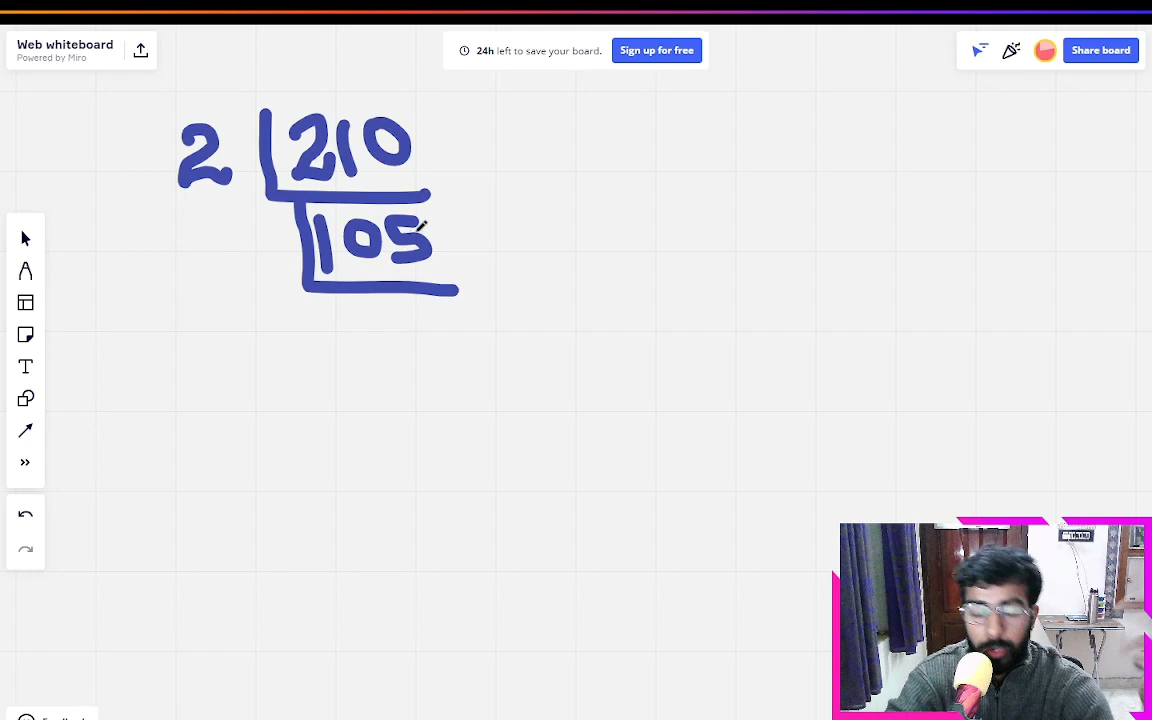 Web whiteboard
Powered by Miro
24h left to save your board.
Sign up for free
Share board
2 210
105
T